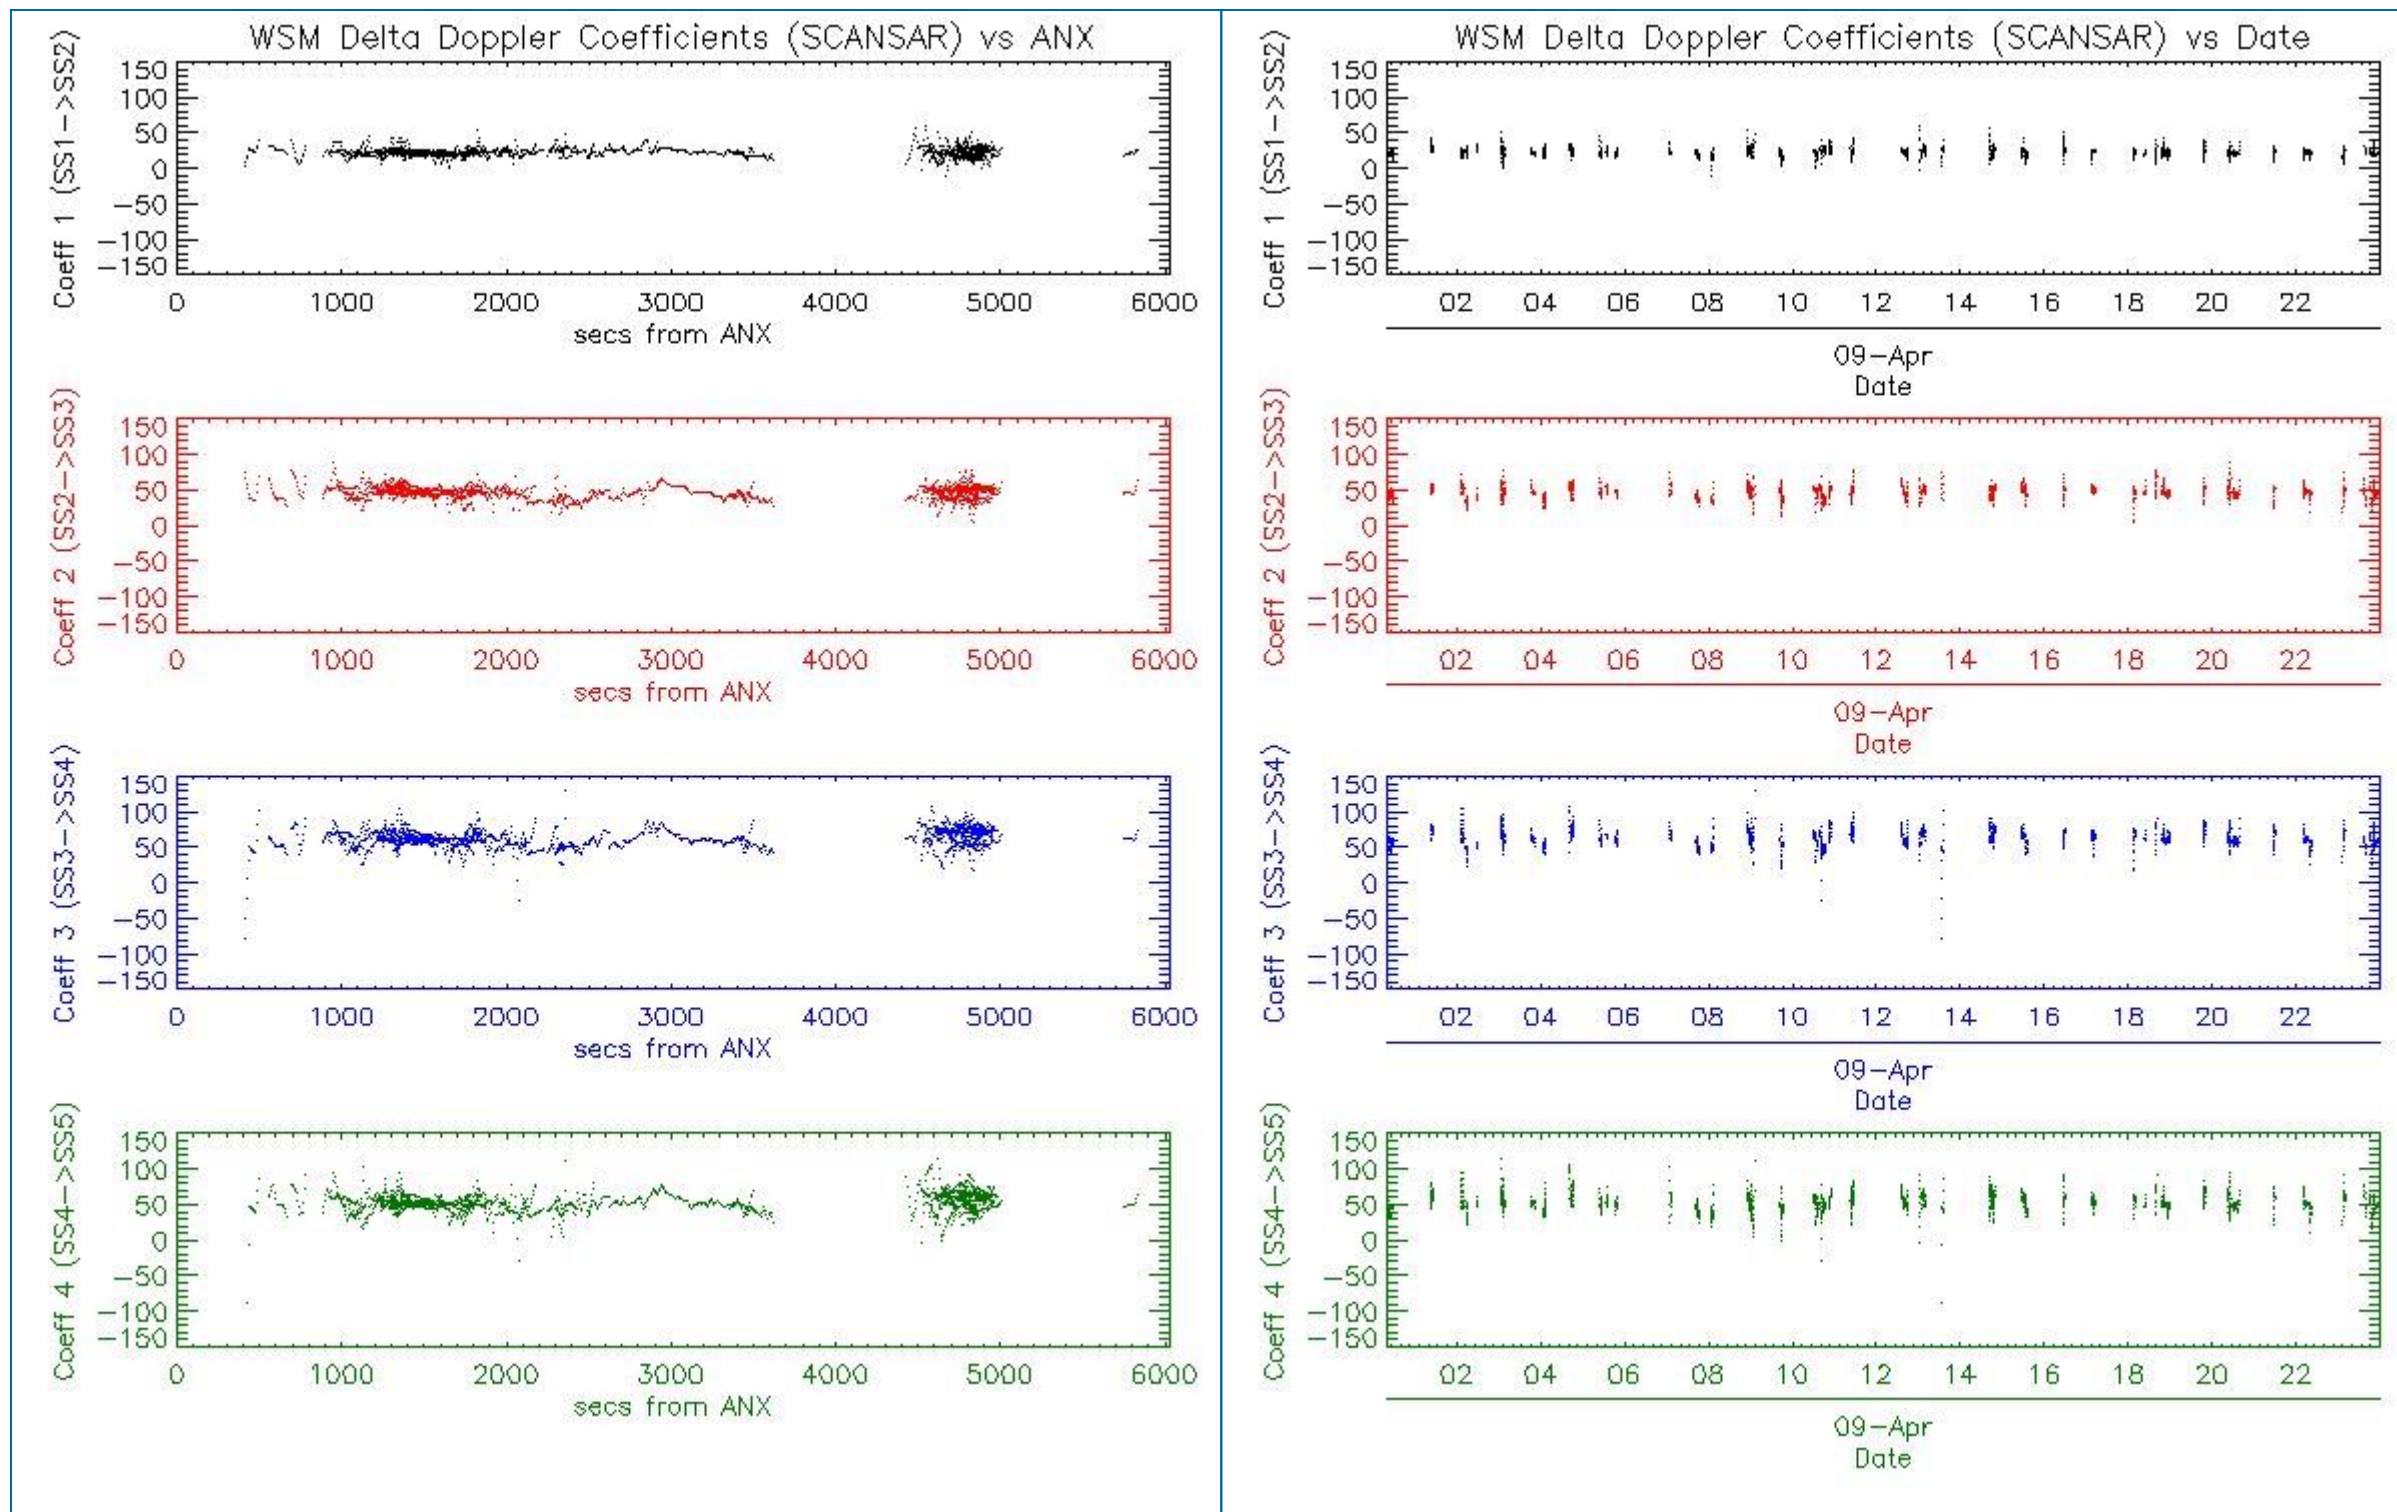 WSM Delta Doppler Coefficients (SCANSAR) vs ANX
Coeff 1 (SS1->SS2)
150
100
50
0
-50
-100
-150
0 1000 2000 3000 4000 5000 6000
secs from ANX
Coeff 2 (SS2->SS3)
150
100
50
0
-50
-100
-150
0 1000 2000 3000 4000 5000 6000
secs from ANX
Coeff 3 (SS3->SS4)
150
100
50
0
-50
-100
-150
0 1000 2000 3000 4000 5000 6000
secs from ANX
Coeff 4 (SS4->SS5)
150
100
50
0
-50
-100
-150
0 1000 2000 3000 4000 5000 6000
secs from ANX
WSM Delta Doppler Coefficients (SCANSAR) vs Date
Coeff 1 (SS1->SS2)
150
100
50
0
-50
-100
-150
02 04 06 08 10 12 14 16 18 20 22
09-Apr
Date
Coeff 2 (SS2->SS3)
150
100
50
0
-50
-100
-150
02 04 06 08 10 12 14 16 18 20 22
09-Apr
Date
Coeff 3 (SS3->SS4)
150
100
50
0
-50
-100
-150
02 04 06 08 10 12 14 16 18 20 22
09-Apr
Date
Coeff 4 (SS4->SS5)
150
100
50
0
-50
-100
-150
02 04 06 08 10 12 14 16 18 20 22
09-Apr
Date